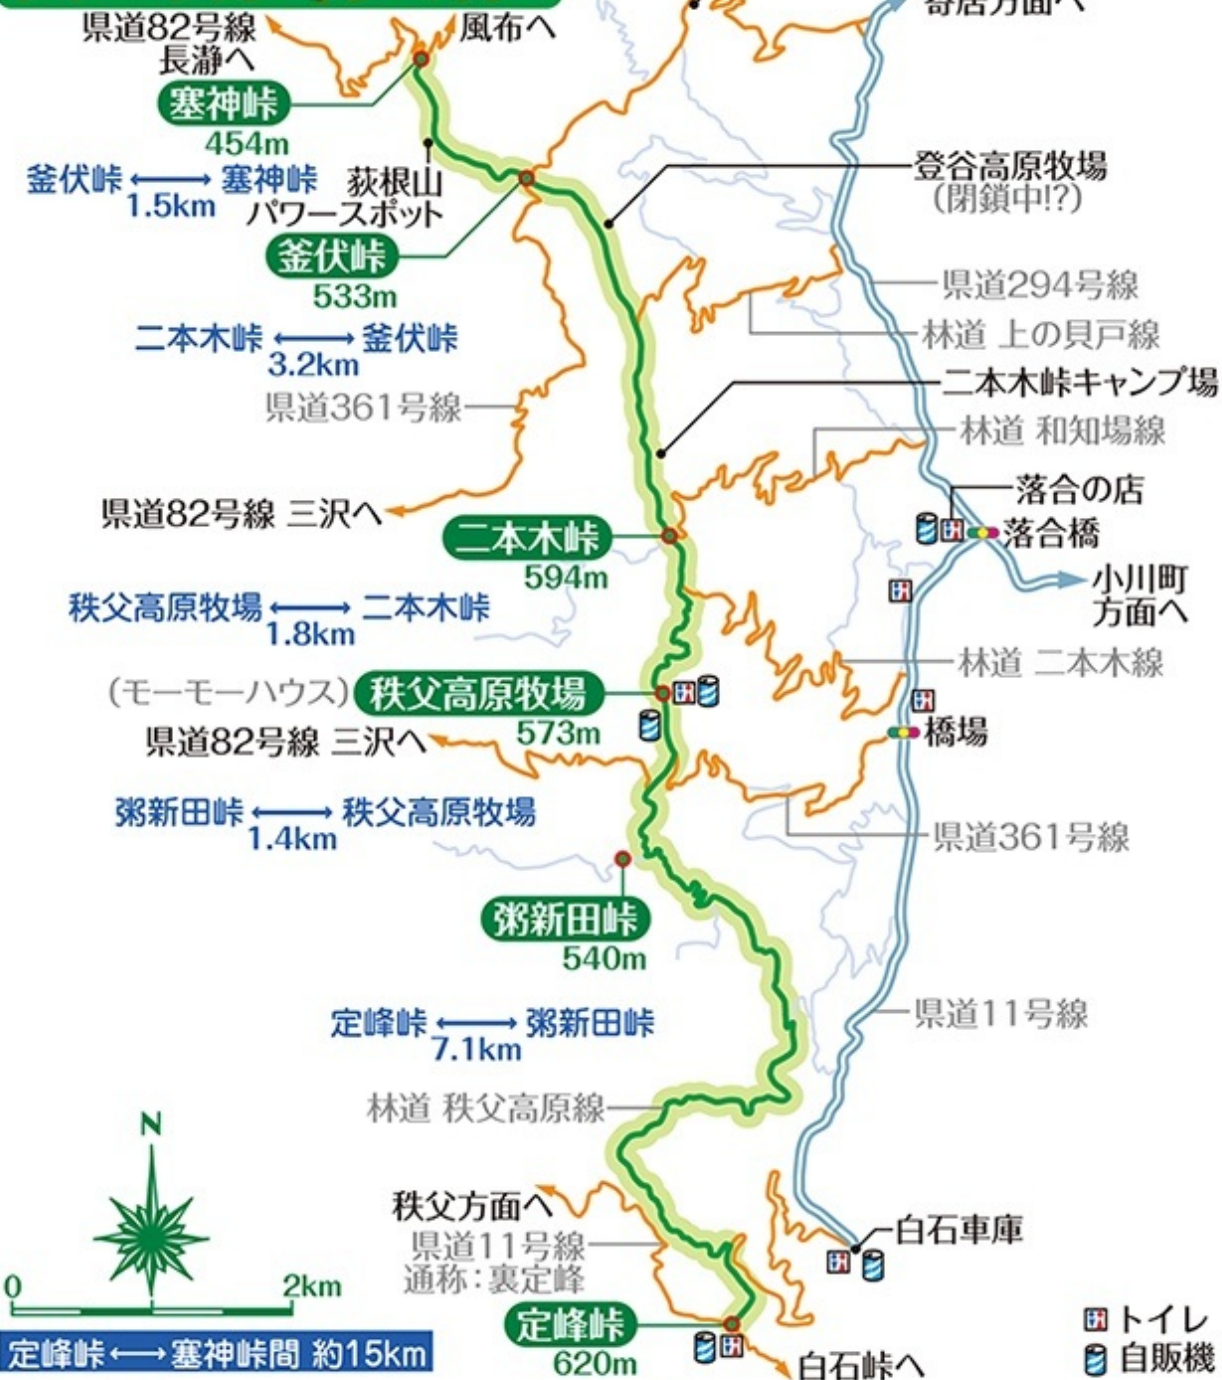 県道82号線
長瀞へ
風布へ
寄居方面へ
塞神峠
454m
釜伏峠 ⟷ 塞神峠
1.5km
荻根山
パワースポット
登谷高原牧場
(閉鎖中!?)
釜伏峠
533m
県道294号線
林道 上の貝戸線
二本木峠 ⟷ 釜伏峠
3.2km
二本木峠キャンプ場
県道361号線
林道 和知場線
落合の店
県道82号線 三沢へ
落合橋
二本木峠
594m
小川町
方面へ
秩父高原牧場 ⟷ 二本木峠
1.8km
林道 二本木線
(モーモーハウス)
秩父高原牧場
573m
県道82号線 三沢へ
橋場
粥新田峠 ⟷ 秩父高原牧場
1.4km
県道361号線
粥新田峠
540m
定峰峠 ⟷ 粥新田峠
7.1km
県道11号線
林道 秩父高原線
N
秩父方面へ
県道11号線
通称：裏定峰
白石車庫
0 2km
定峰峠
620m
定峰峠⟷塞神峠間 約15km
白石峠へ
トイレ
自販機